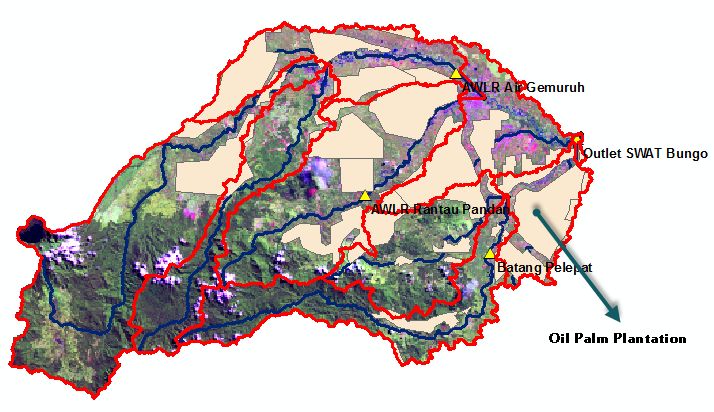 AWLR Air Gemuruh
Outlet SWAT Bungo
AWLR Rantau Pandan
Batang Pelepat
Oil Palm Plantation